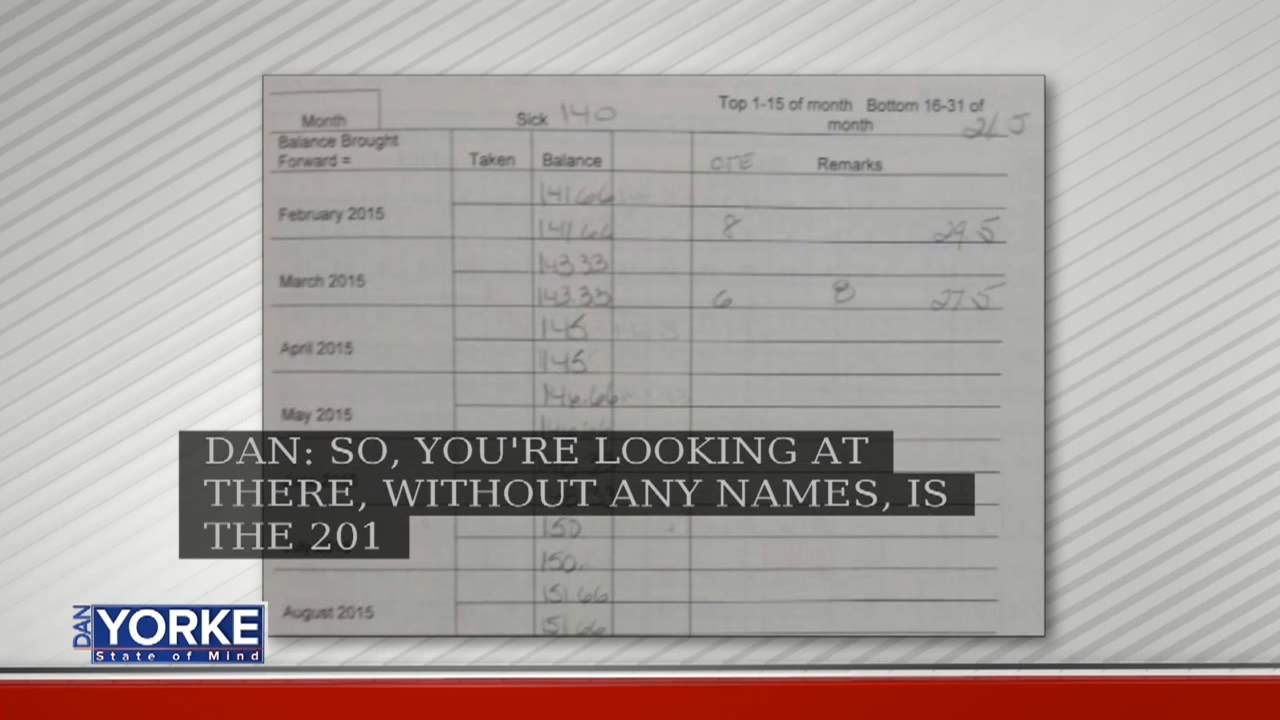 Top 1-15 of month Bottom 16-31 of
Month Sick 140 month 21.5
Balance Brought
Forward = Taken Balance CTE Remarks
141.66
February 2015
141.66 8 29.5
143.33
March 2015
143.33 6 8 27.5
145
April 2015
145
146.66
May 2015
DAN: SO, YOU'RE LOOKING AT
THERE, WITHOUT ANY NAMES, IS
THE 201
150
150.
151.66
August 2015
151.66
DAN YORKE
State of Mind